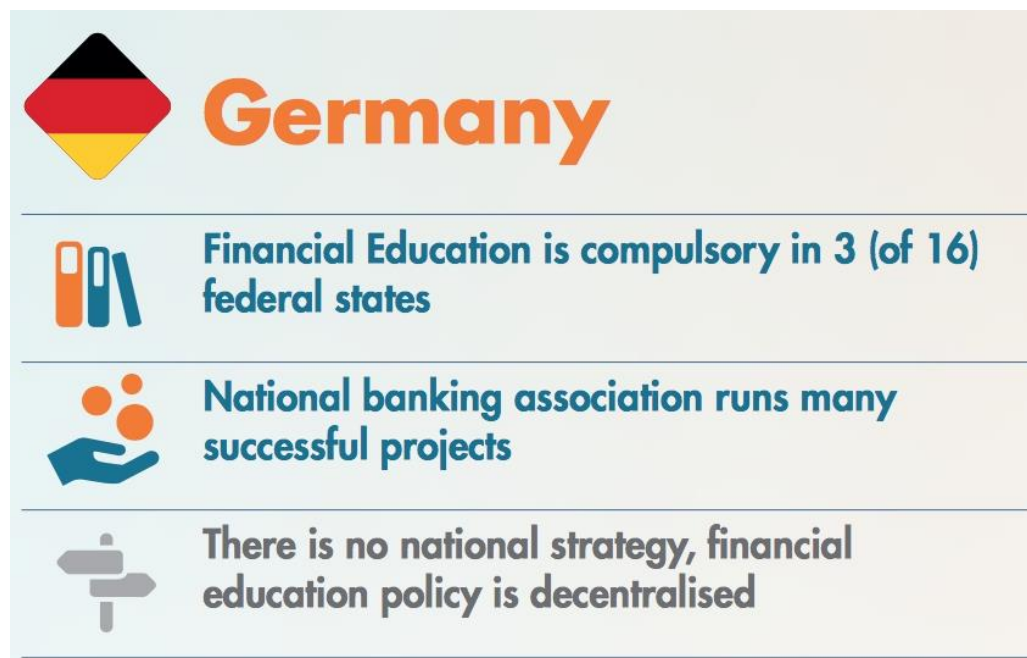 Germany
Financial Education is compulsory in 3 (of 16)
federal states
National banking association runs many
successful projects
There is no national strategy, financial
education policy is decentralised